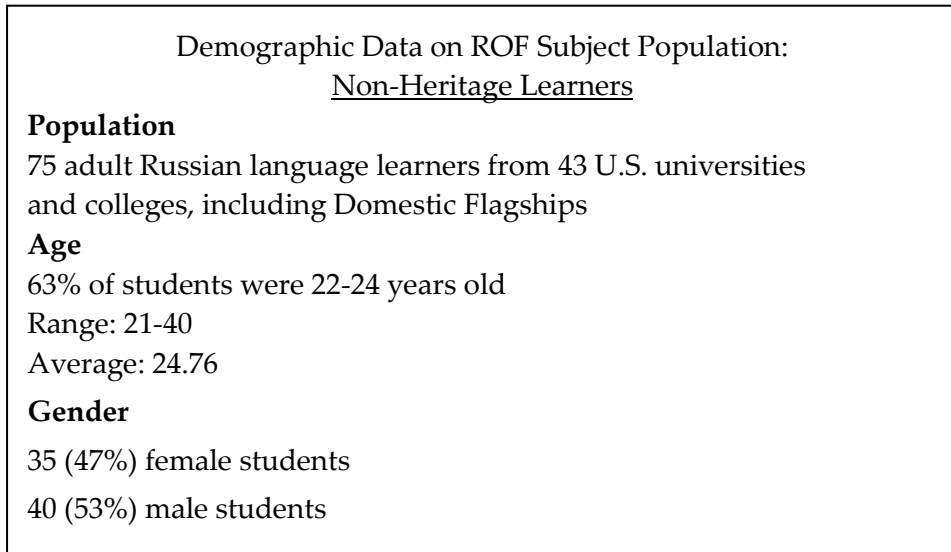 Demographic Data on ROF Subject Population:
Non-Heritage Learners
Population
75 adult Russian language learners from 43 U.S. universities
and colleges, including Domestic Flagships
Age
63% of students were 22-24 years old
Range: 21-40
Average: 24.76
Gender
35 (47%) female students
40 (53%) male students